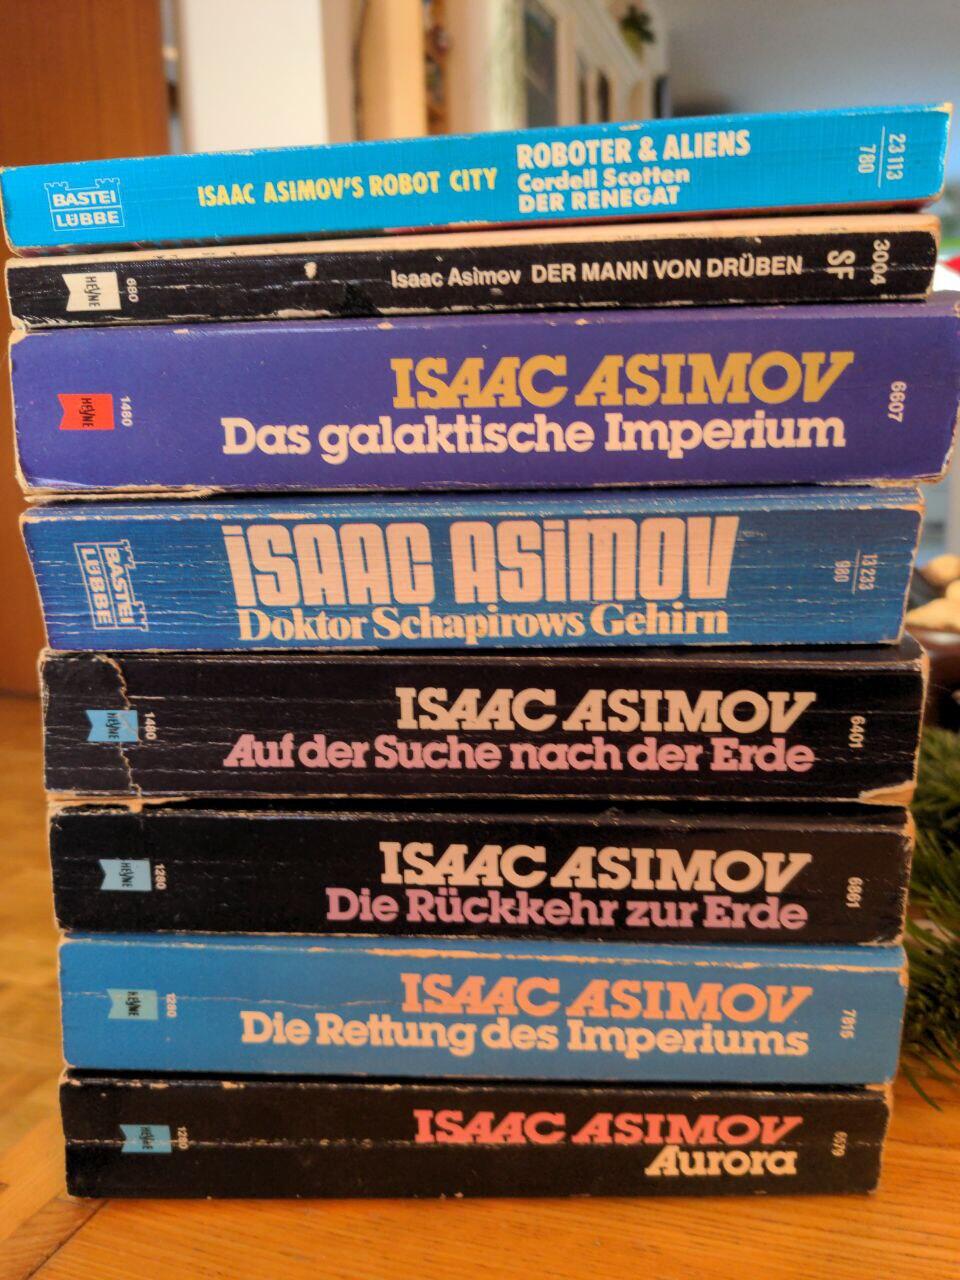 BASTEI
LÜBBE
ISAAC ASIMOV'S ROBOT CITY
ROBOTER & ALIENS
Cordell Scotten
DER RENEGAT
23 113
780
HEYNE
680
Isaac Asimov DER MANN VON DRÜBEN
SF
3004
HEYNE
1480
ISAAC ASIMOV
Das galaktische Imperium
6607
BASTEI
LÜBBE
ISAAC ASIMOV
Doktor Schapirows Gehirn
13 233
980
HEYNE
1480
ISAAC ASIMOV
Auf der Suche nach der Erde
6401
HEYNE
1280
ISAAC ASIMOV
Die Rückkehr zur Erde
6861
HEYNE
1280
ISAAC ASIMOV
Die Rettung des Imperiums
7815
HEYNE
1280
ISAAC ASIMOV
Aurora
6579